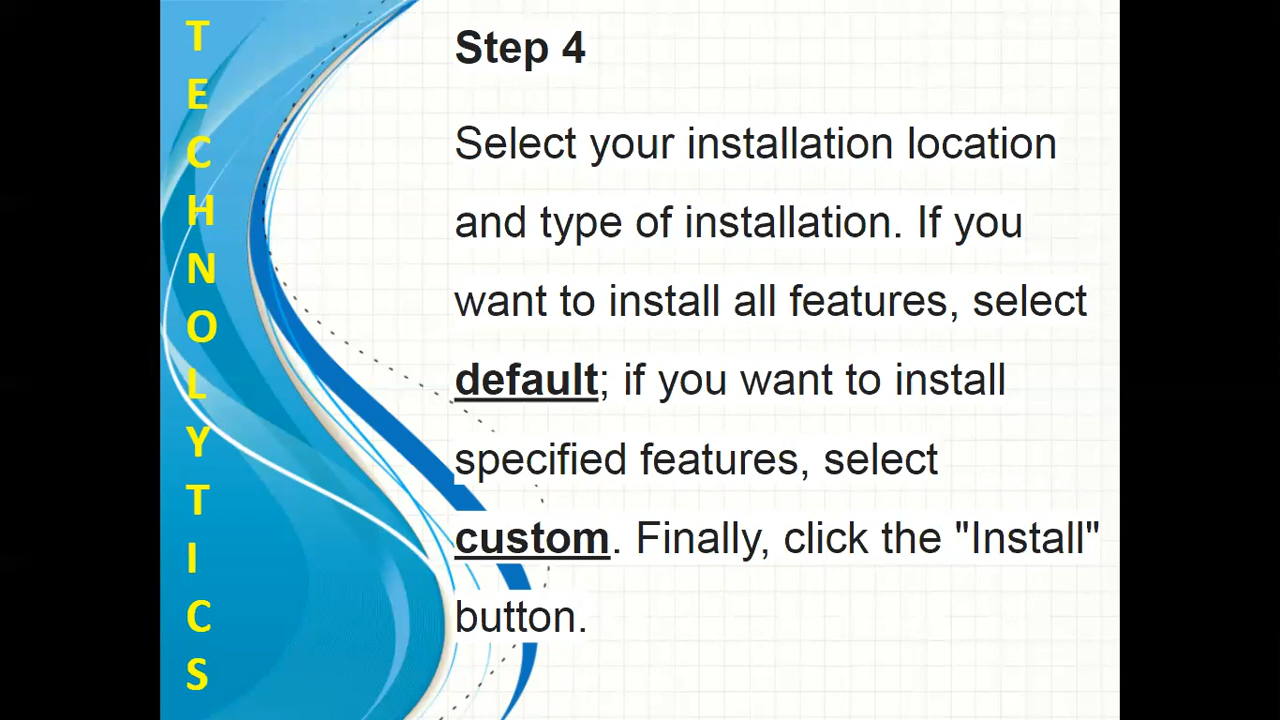 TECHNOLYTICS
Step 4
Select your installation location
and type of installation. If you
want to install all features, select
default; if you want to install
specified features, select
custom. Finally, click the "Install"
button.